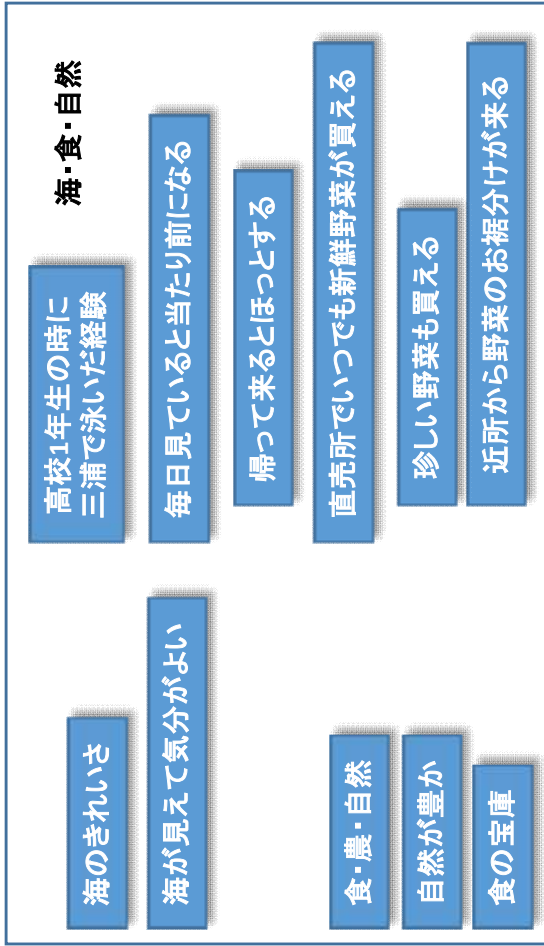 海・食・自然
海のきれいさ
高校1年生の時に
三浦で泳いだ経験
海が見えて気分がよい
毎日見ていると当たり前になる
帰って来るとほっとする
食・農・自然
直売所でいつでも新鮮野菜が買える
自然が豊か
珍しい野菜も買える
食の宝庫
近所から野菜のお裾分けが来る